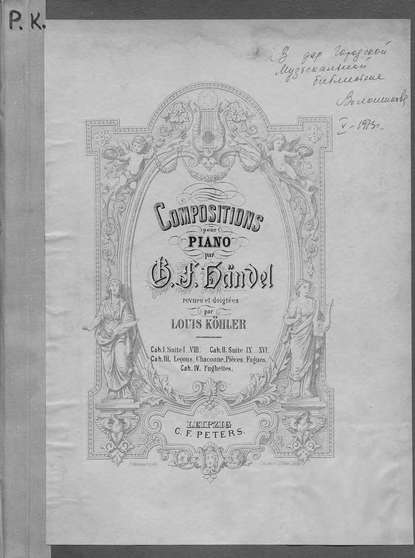 P. K.
В дар Городской
Музыкальной
библиотеке
V – 1973г.
COMPOSITIONS
pour
PIANO
par
G. F. Händel
revues et doigtées
par
LOUIS KÖHLER
Cah. I. Suite I - VIII. Cah. II. Suite IX - XVI.
Cah. III. Leçons, Chaconne, Pièces, Fugues.
Cah. IV. Fughettes.
LEIPZIG
C. F. PETERS.